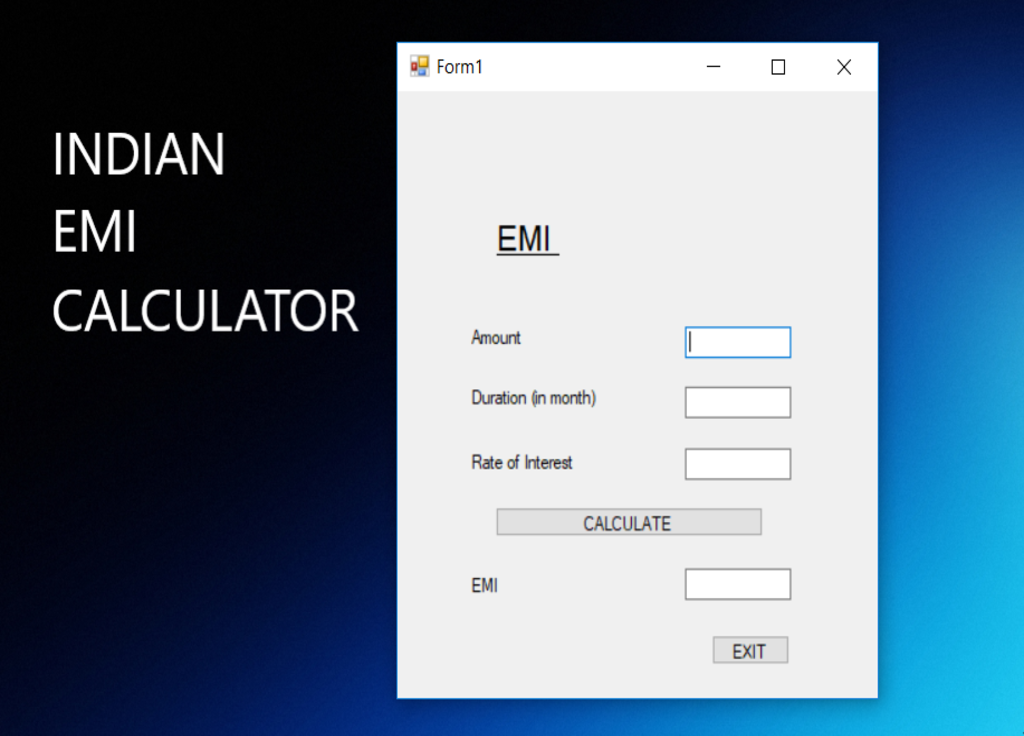 INDIAN
EMI
CALCULATOR
Form1
EMI
Amount
Duration (in month)
Rate of Interest
CALCULATE
EMI
EXIT